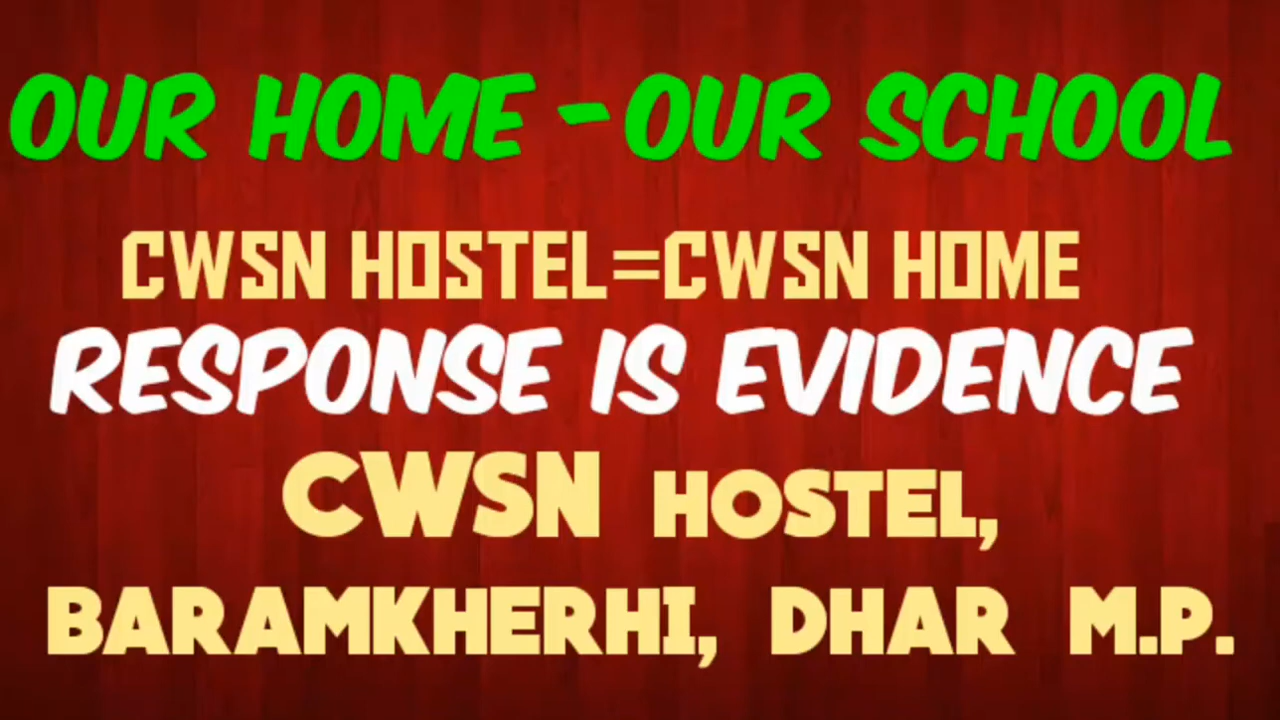 OUR HOME - OUR SCHOOL
CWSN HOSTEL=CWSN HOME
RESPONSE IS EVIDENCE
CWSN HOSTEL,
BARAMKHERHI, DHAR M.P.